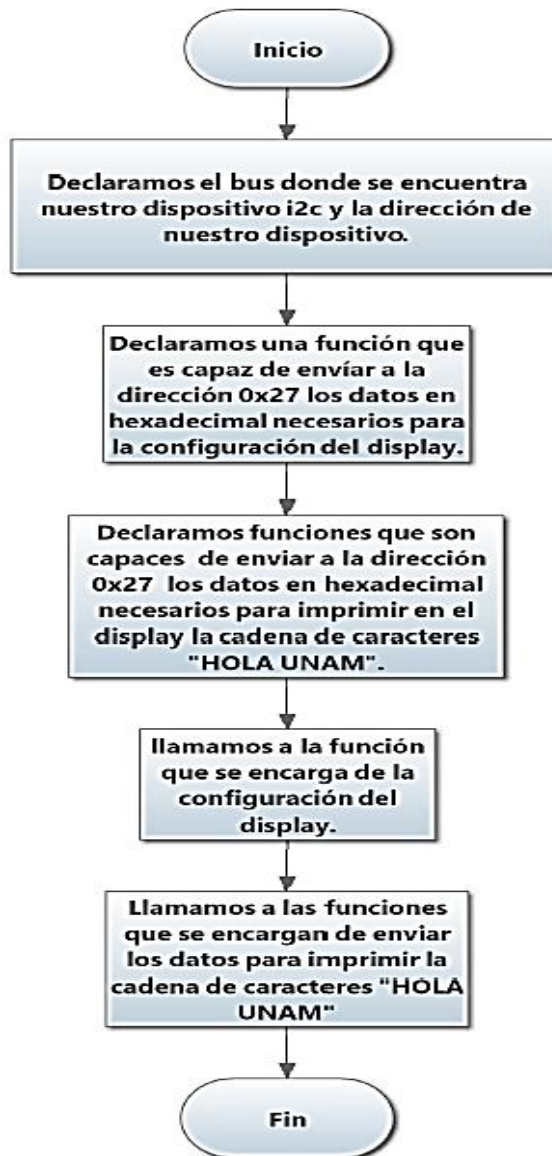 Inicio
Declaramos el bus donde se encuentra
nuestro dispositivo i2c y la dirección de
nuestro dispositivo.
Declaramos una función que
es capaz de envíar a la
dirección 0x27 los datos en
hexadecimal necesarios para
la configuración del display.
Declaramos funciones que son
capaces de enviar a la dirección
0x27 los datos en hexadecimal
necesarios para imprimir en el
display la cadena de caracteres
"HOLA UNAM".
llamamos a la función
que se encarga de la
configuración del
display.
Llamamos a las funciones
que se encargan de enviar
los datos para imprimir la
cadena de caracteres "HOLA
UNAM"
Fin